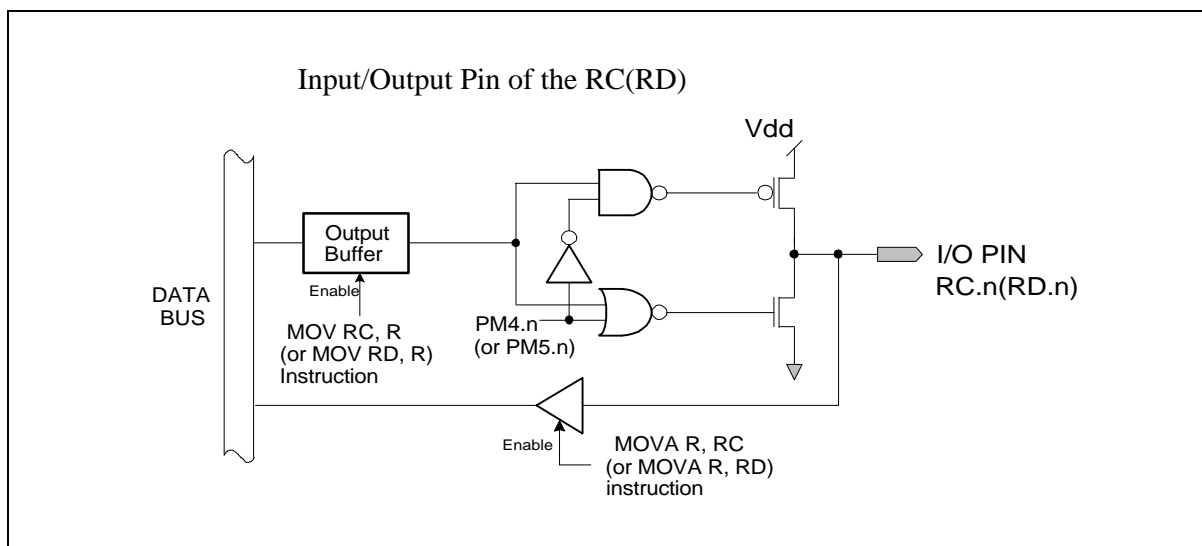 Input/Output Pin of the RC(RD)
Vdd
Output
Buffer
I/O PIN
RC.n(RD.n)
Enable
DATA
BUS
MOV RC, R
(or MOV RD, R)
Instruction
PM4.n
(or PM5.n)
Enable
MOVA R, RC
(or MOVA R, RD)
instruction